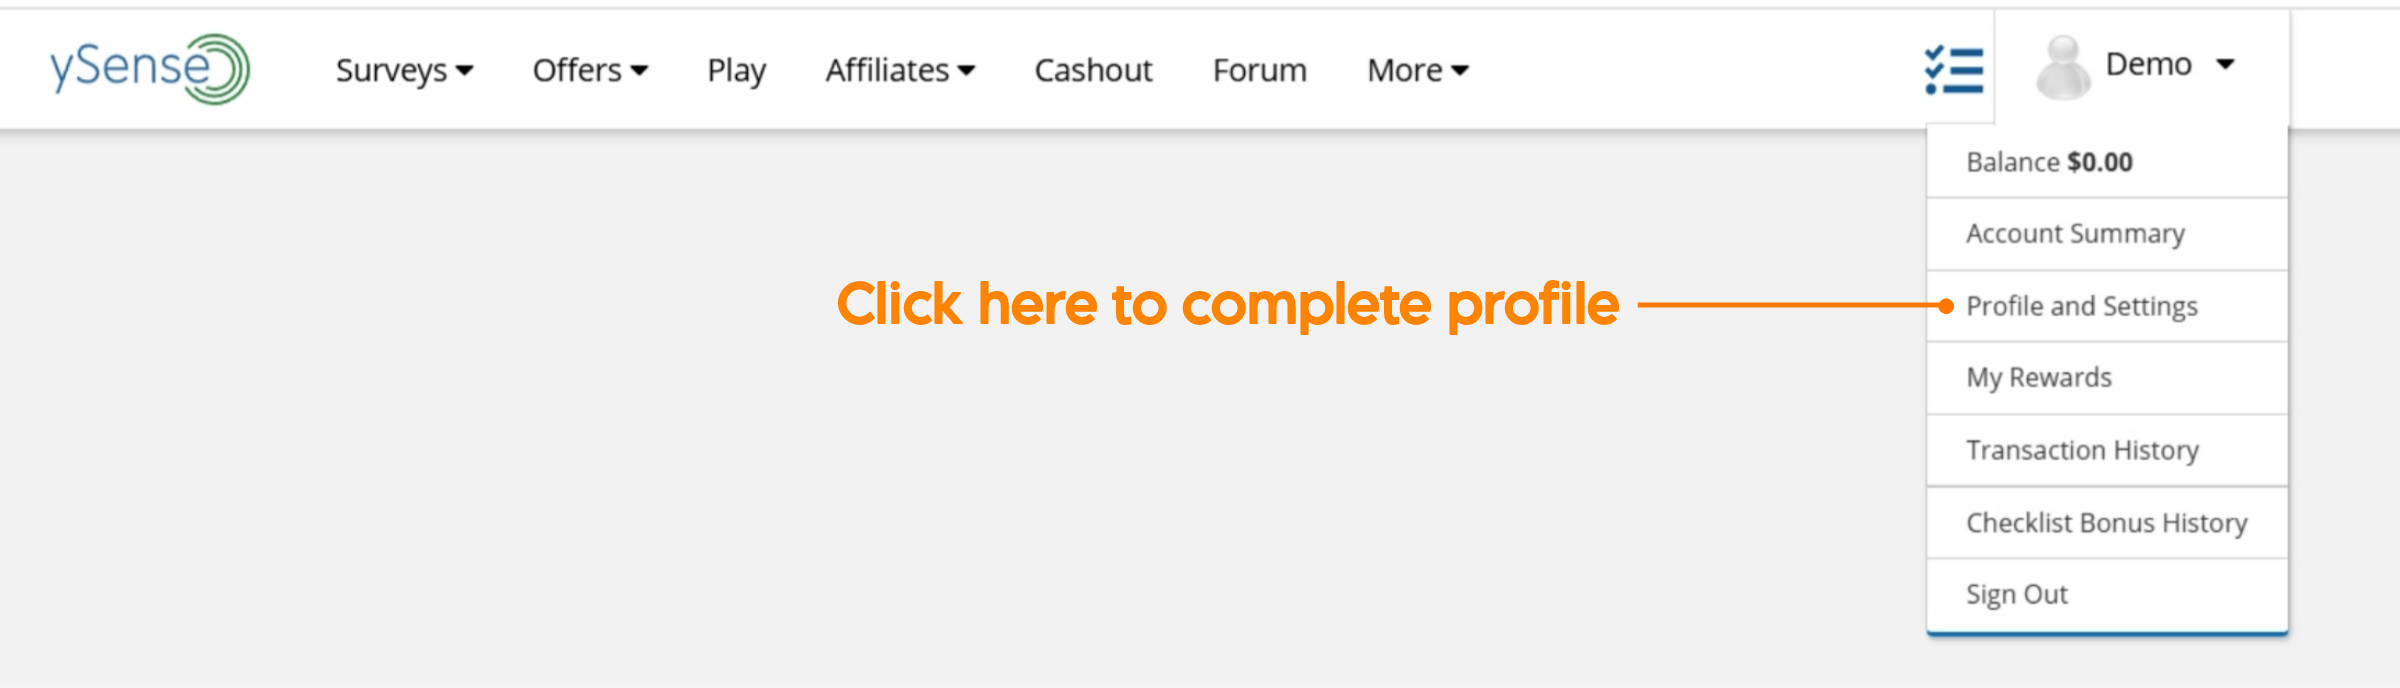 ySense
Surveys
Offers
Play
Affiliates
Cashout
Forum
More
Demo
Balance $0.00
Account Summary
Click here to complete profile
Profile and Settings
My Rewards
Transaction History
Checklist Bonus History
Sign Out